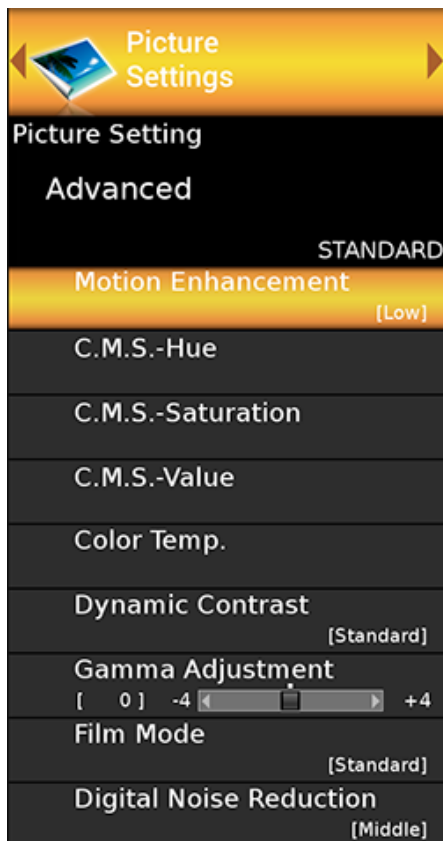 Picture
Settings
Picture Setting
Advanced
STANDARD
Motion Enhancement
[Low]
C.M.S.-Hue
C.M.S.-Saturation
C.M.S.-Value
Color Temp.
Dynamic Contrast
[Standard]
Gamma Adjustment
[ 0] -4 +4
Film Mode
[Standard]
Digital Noise Reduction
[Middle]